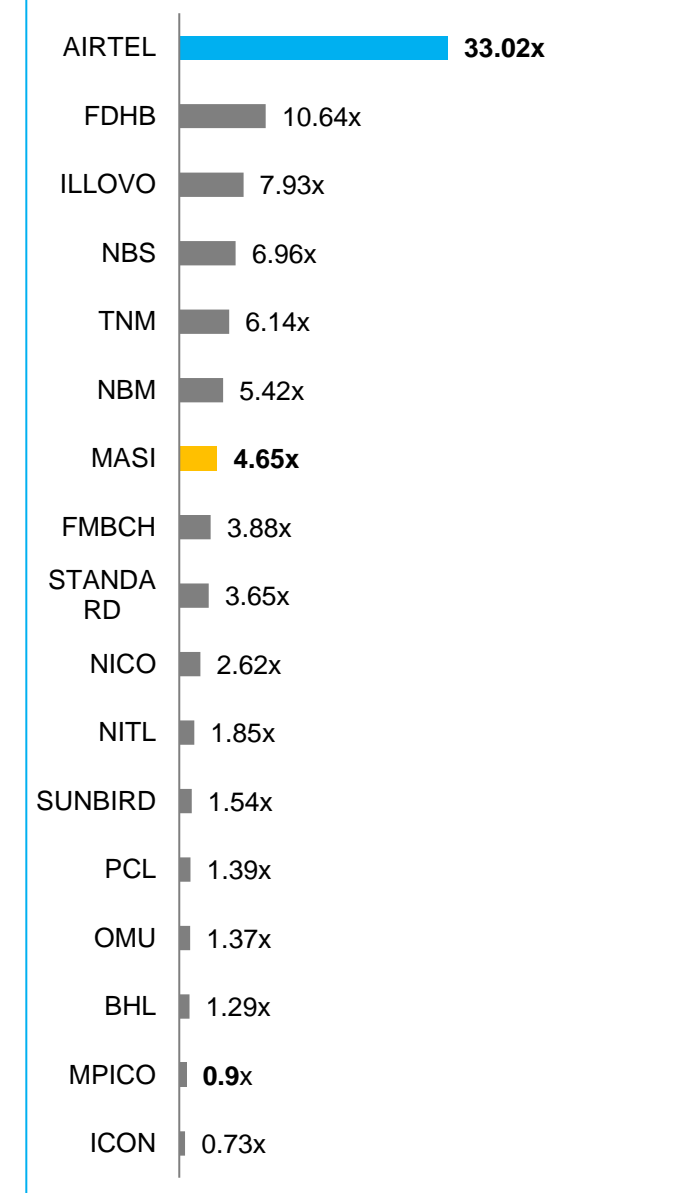 AIRTEL 33.02x
FDHB 10.64x
ILLOVO 7.93x
NBS 6.96x
TNM 6.14x
NBM 5.42x
MASI 4.65x
FMBCH 3.88x
STANDA
RD 3.65x
NICO 2.62x
NITL 1.85x
SUNBIRD 1.54x
PCL 1.39x
OMU 1.37x
BHL 1.29x
MPICO 0.9x
ICON 0.73x